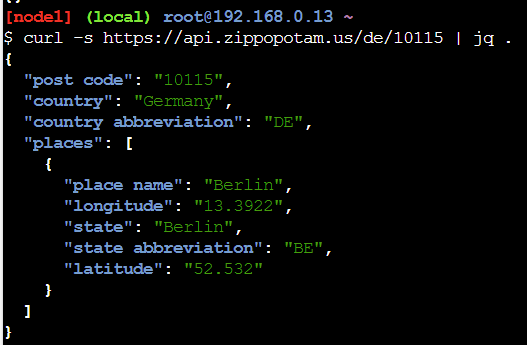 {}
[node1] (local) root@192.168.0.13 ~
$ curl -s https://api.zippopotam.us/de/10115 | jq .
{
  "post code": "10115",
  "country": "Germany",
  "country abbreviation": "DE",
  "places": [
    {
      "place name": "Berlin",
      "longitude": "13.3922",
      "state": "Berlin",
      "state abbreviation": "BE",
      "latitude": "52.532"
    }
  ]
}